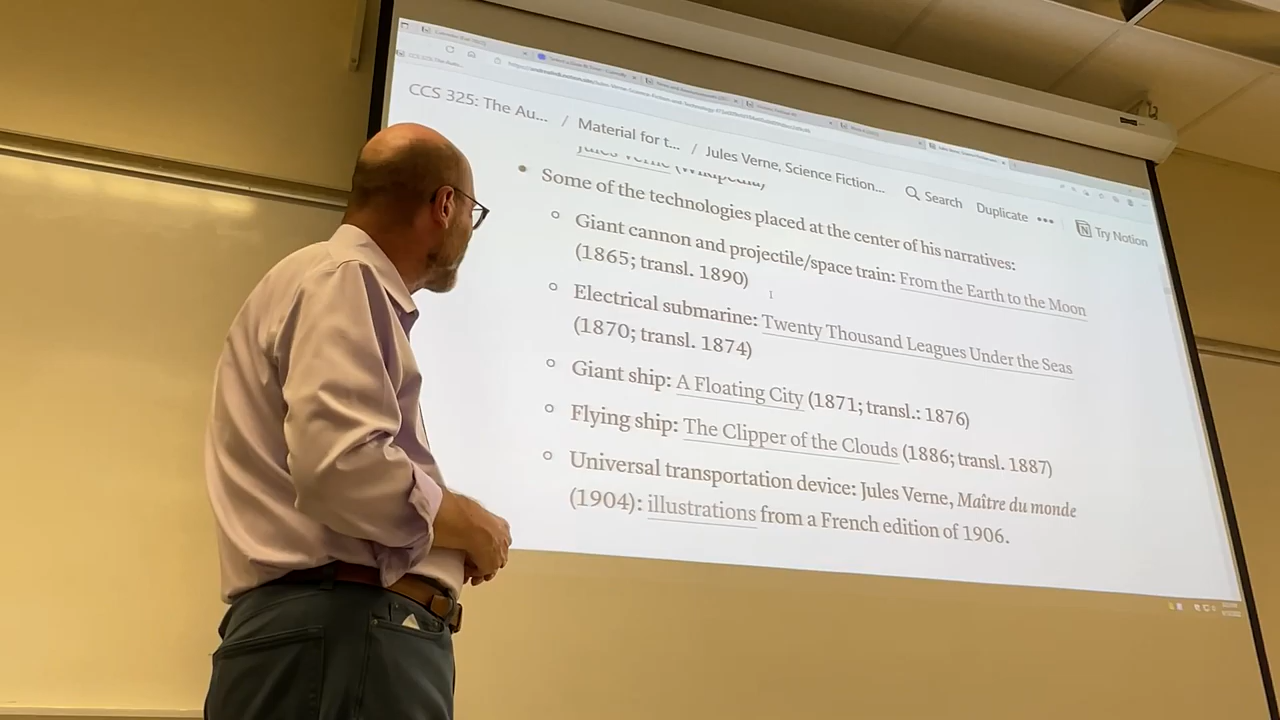 CCS 325: The Au... / Material for t... / Jules Verne, Science Fiction... Search Duplicate ••• Try Notion
Jules Verne (Wikipedia)
Some of the technologies placed at the center of his narratives:
Giant cannon and projectile/space train: From the Earth to the Moon
(1865; transl. 1890)
Electrical submarine: Twenty Thousand Leagues Under the Seas
(1870; transl. 1874)
Giant ship: A Floating City (1871; transl.: 1876)
Flying ship: The Clipper of the Clouds (1886; transl. 1887)
Universal transportation device: Jules Verne, Maître du monde
(1904): illustrations from a French edition of 1906.